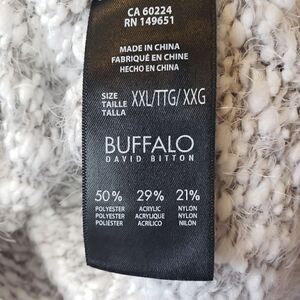 CA 60224
RN 149651
MADE IN CHINA
FABRIQUÉ EN CHINE
HECHO EN CHINA
SIZE
TAILLE XXL/TTG/XXG
TALLA
BUFFALO
DAVID BITTON
50% 29% 21%
POLYESTER ACRYLIC NYLON
POLYESTER ACRYLIQUE NYLON
POLIÉSTER ACRÍLICO NILÓN